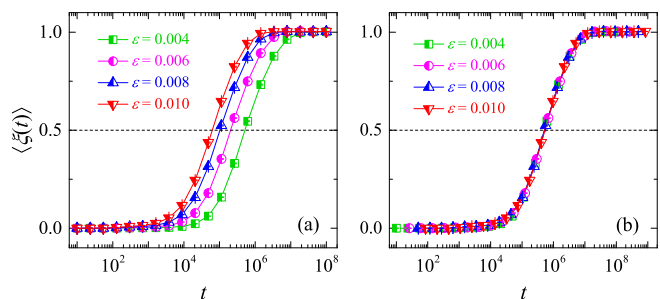 1.0
0.5
0.0
⟨ξ(t)⟩
ε = 0.004
ε = 0.006
ε = 0.008
ε = 0.010
(a)
10² 10⁴ 10⁶ 10⁸
t
1.0
0.5
0.0
ε = 0.004
ε = 0.006
ε = 0.008
ε = 0.010
(b)
10² 10⁴ 10⁶ 10⁸
t